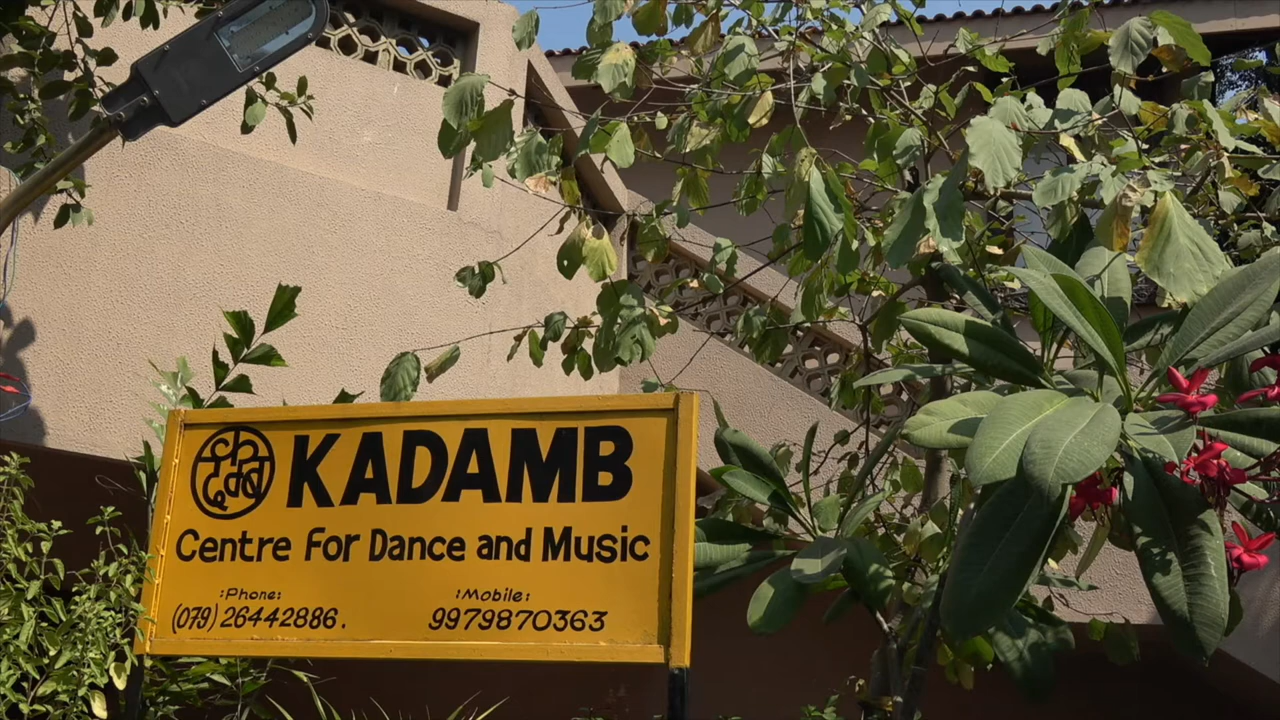 KADAMB
Centre For Dance and Music
:Phone: :Mobile:
(079) 26442886. 9979870363